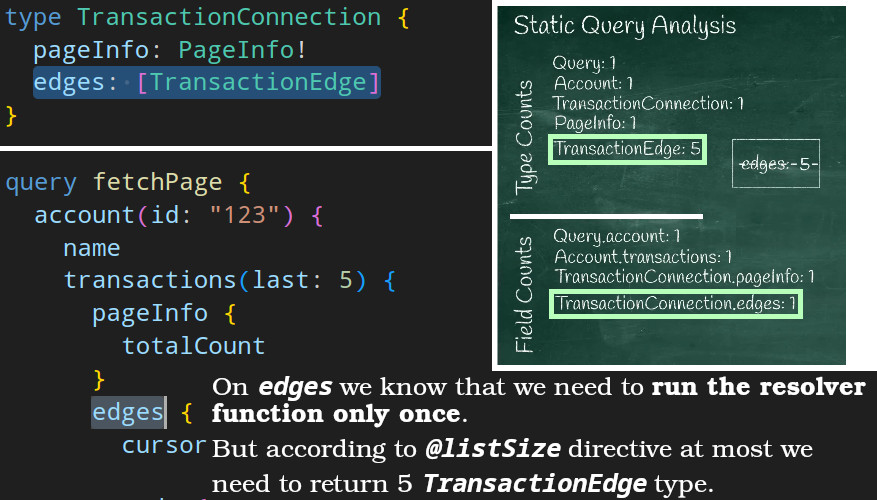 type TransactionConnection {
pageInfo: PageInfo!
edges: [TransactionEdge]
}
query fetchPage {
account(id: "123") {
name
transactions(last: 5) {
pageInfo {
totalCount
}
edges {
cursor
Static Query Analysis
Type Counts
Query: 1
Account: 1
TransactionConnection: 1
PageInfo: 1
TransactionEdge: 5
edges: 5
Field Counts
Query.account: 1
Account.transactions: 1
TransactionConnection.pageInfo: 1
TransactionConnection.edges: 1
On edges we know that we need to run the resolver
function only once.
But according to @listSize directive at most we
need to return 5 TransactionEdge type.